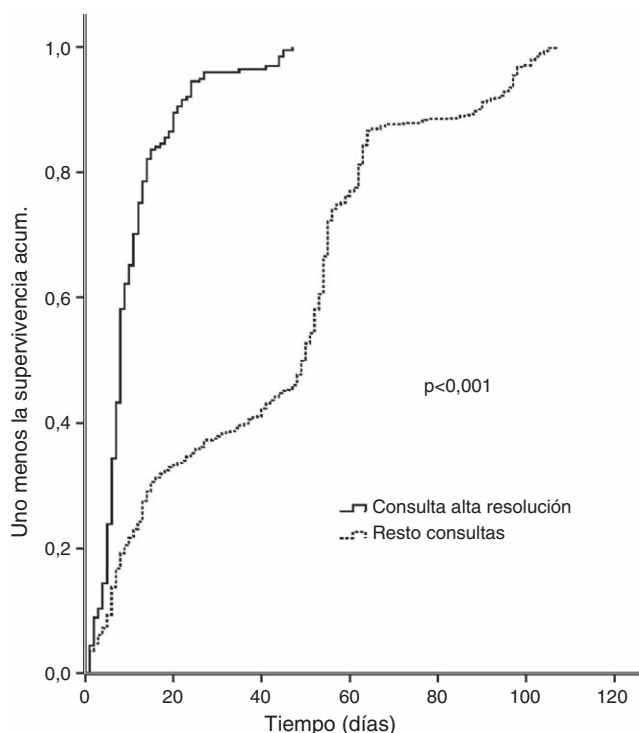 1,0
0,8
0,6
0,4
0,2
0,0
Uno menos la supervivencia acum.
p<0,001
Consulta alta resolución
Resto consultas
0 20 40 60 80 100 120
Tiempo (días)